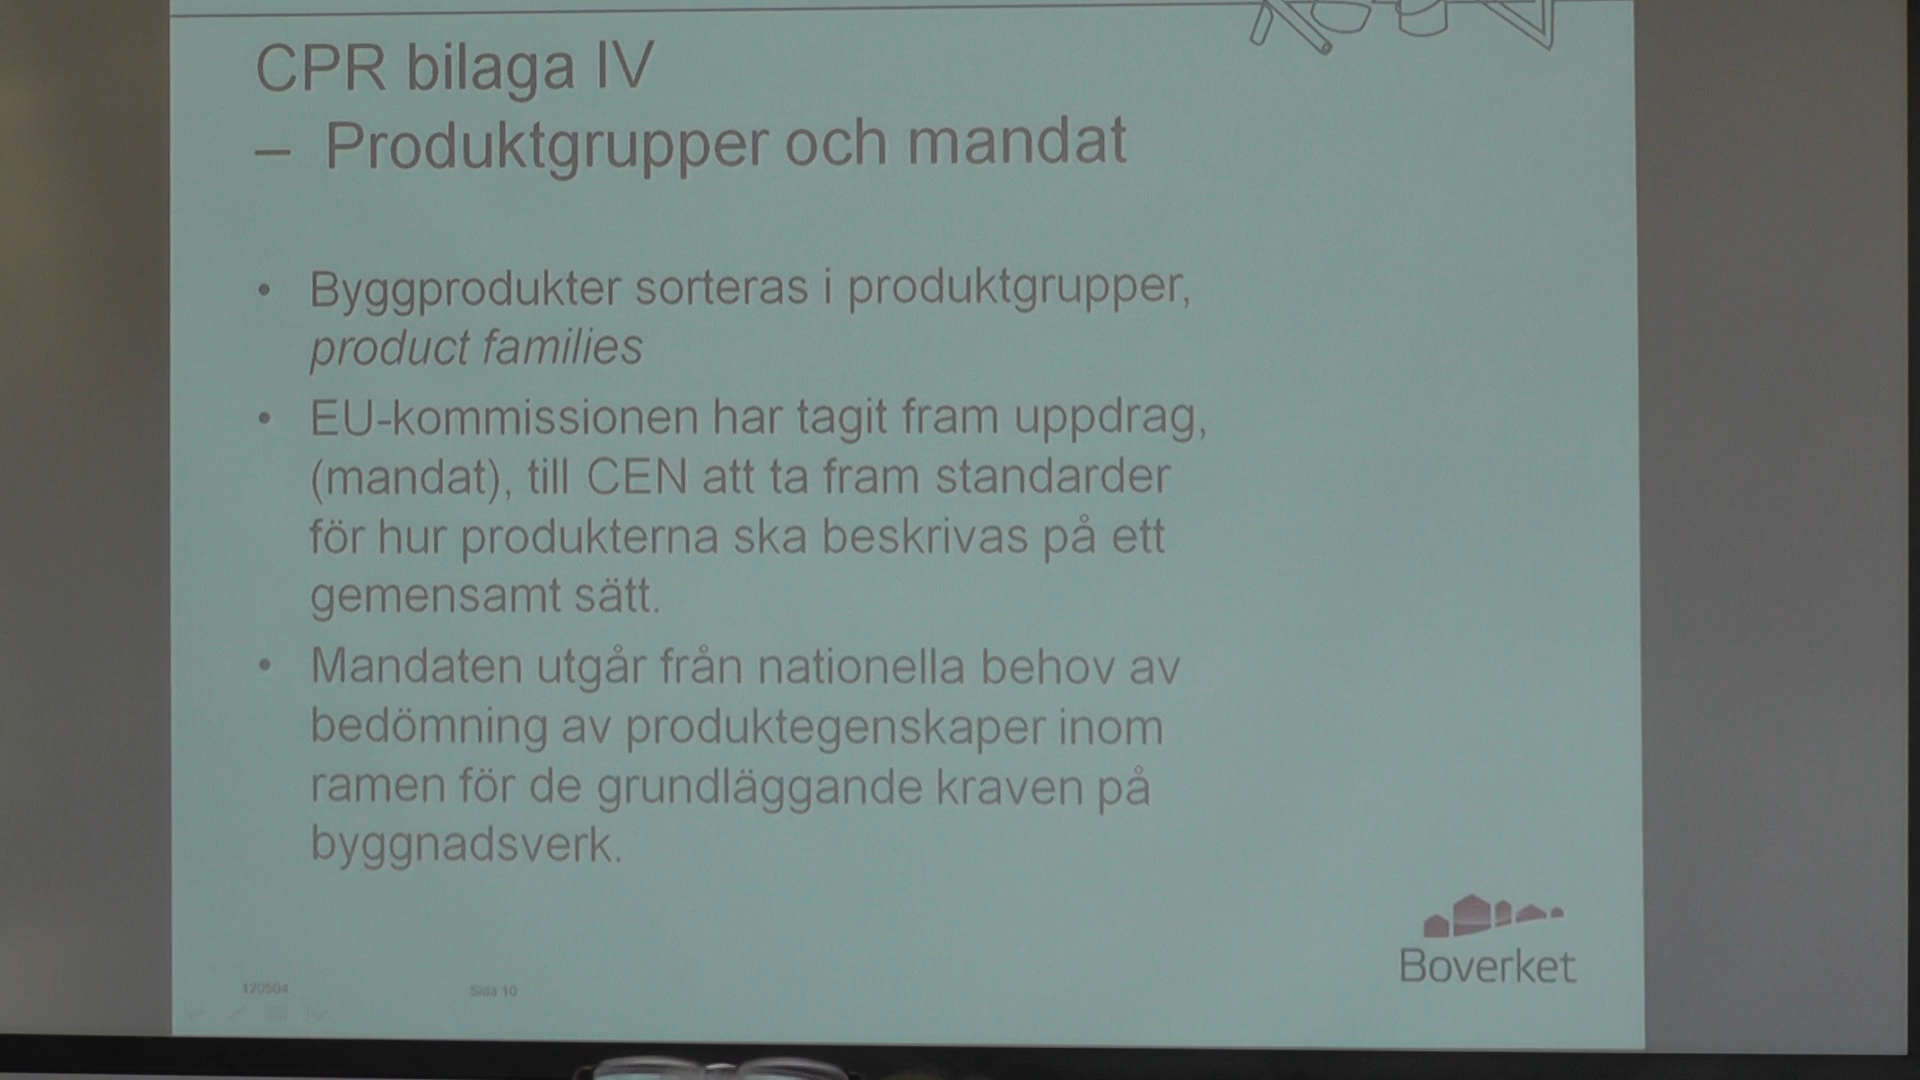 CPR bilaga IV
– Produktgrupper och mandat
• Byggprodukter sorteras i produktgrupper,
product families
• EU-kommissionen har tagit fram uppdrag,
(mandat), till CEN att ta fram standarder
för hur produkterna ska beskrivas på ett
gemensamt sätt.
• Mandaten utgår från nationella behov av
bedömning av produktegenskaper inom
ramen för de grundläggande kraven på
byggnadsverk.
Boverket
120504
Sida 10